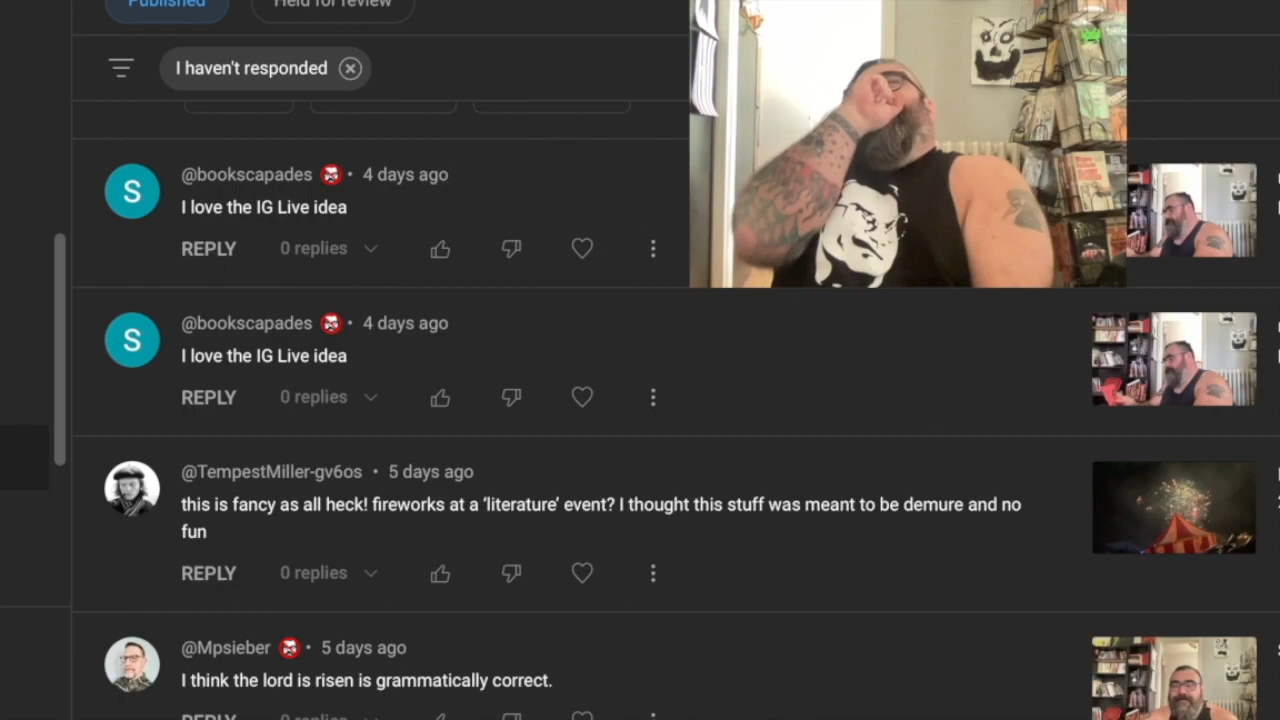 Published
Held for review
I haven't responded
S
@bookscapades • 4 days ago
I love the IG Live idea
REPLY 0 replies
S
@bookscapades • 4 days ago
I love the IG Live idea
REPLY 0 replies
@TempestMiller-gv6os • 5 days ago
this is fancy as all heck! fireworks at a ‘literature’ event? I thought this stuff was meant to be demure and no
fun
REPLY 0 replies
@Mpsieber • 5 days ago
I think the lord is risen is grammatically correct.
REPLY 0 replies